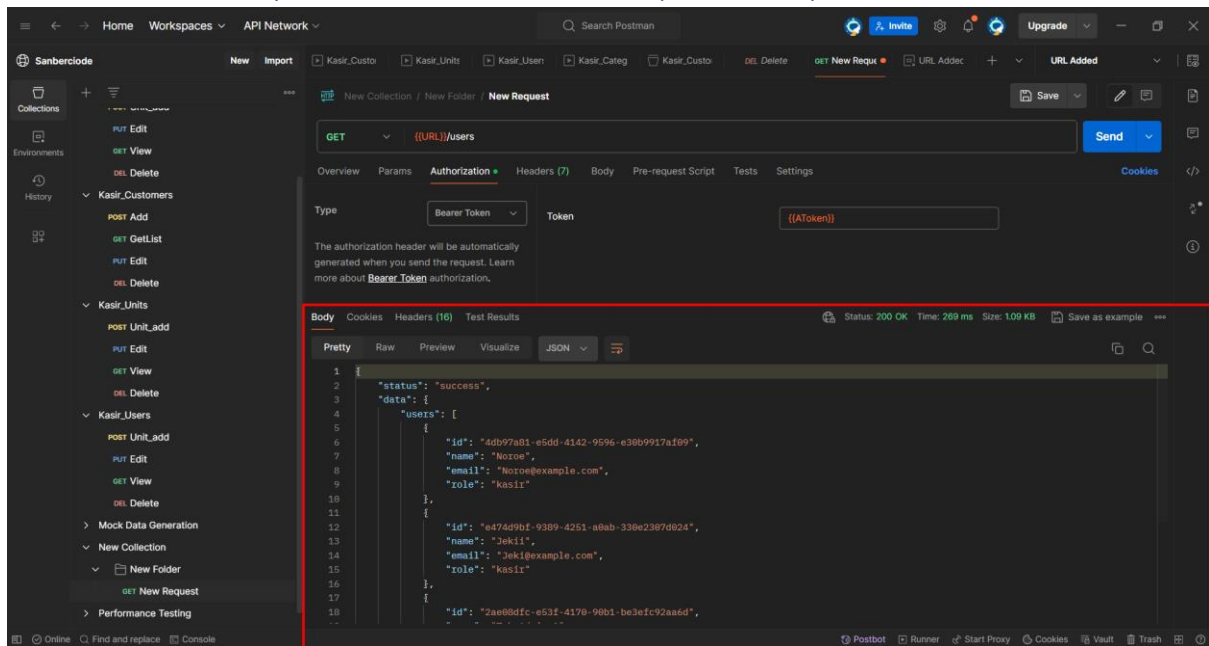 Home Workspaces API Network Search Postman Invite Upgrade
Sanberciode New Import Kasir_Custo Kasir_Units Kasir_User: Kasir_Categ Kasir_Custo DEL Delete GET New Reque URL Addec URL Added
Collections
Environments
History
PUT Edit
GET View
DEL Delete
Kasir_Customers
POST Add
GET GetList
PUT Edit
DEL Delete
Kasir_Units
POST Unit_add
PUT Edit
GET View
DEL Delete
Kasir_Users
POST Unit_add
PUT Edit
GET View
DEL Delete
Mock Data Generation
New Collection
New Folder
GET New Request
Performance Testing
HTTP New Collection / New Folder / New Request Save
GET {{URL}}/users Send
Overview Params Authorization Headers (7) Body Pre-request Script Tests Settings Cookies
Type Bearer Token Token {{AToken}}
The authorization header will be automatically
generated when you send the request. Learn
more about Bearer Token authorization.
Body Cookies Headers (16) Test Results Status: 200 OK Time: 269 ms Size: 1.09 KB Save as example
Pretty Raw Preview Visualize JSON
1 {
2 "status": "success",
3 "data": {
4 "users": [
5 {
6 "id": "4db97a81-e5dd-4142-9596-e30b9917af09",
7 "name": "Noroe",
8 "email": "Noroe@example.com",
9 "role": "kasir"
10 },
11 {
12 "id": "e474d9bf-9389-4251-a0ab-330e2307d024",
13 "name": "Jekii",
14 "email": "Jeki@example.com",
15 "role": "kasir"
16 },
17 {
18 "id": "2ae08dfc-e53f-4170-90b1-be3efc92aa6d",
Online Find and replace Console Postbot Runner Start Proxy Cookies Vault Trash